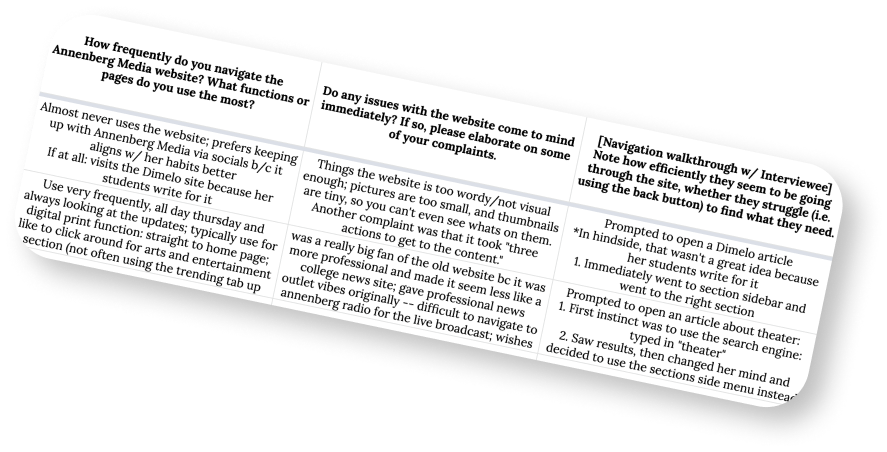 How frequently do you navigate the
Annenberg Media website? What functions or
pages do you use the most?
Do any issues with the website come to mind
immediately? If so, please elaborate on some
of your complaints.
[Navigation walkthrough w/ Interviewee]
Note how efficiently they seem to be going
through the site, whether they struggle (i.e.
using the back button) to find what they need.
Almost never uses the website; prefers keeping
up with Annenberg Media via socials b/c it
aligns w/ her habits better
If at all: visits the Dimelo site because her
students write for it
Things the website is too wordy/not visual
enough; pictures are too small, and thumbnails
are tiny, so you can't even see whats on them.
Another complaint was that it took "three
actions to get to the content."
Prompted to open a Dimelo article
*In hindside, that wasn't a great idea because
her students write for it
1. Immediately went to section sidebar and
went to the right section
Use very frequently, all day thursday and
always looking at the updates; typically use for
digital print function: straight to home page;
like to click around for arts and entertainment
section (not often using the trending tab up
was a really big fan of the old website bc it was
more professional and made it seem less like a
college news site; gave professional news
outlet vibes originally -- difficult to navigate to
annenberg radio for the live broadcast; wishes
Prompted to open an article about theater:
1. First instinct was to use the search engine:
typed in "theater"
2. Saw results, then changed her mind and
decided to use the sections side menu instead